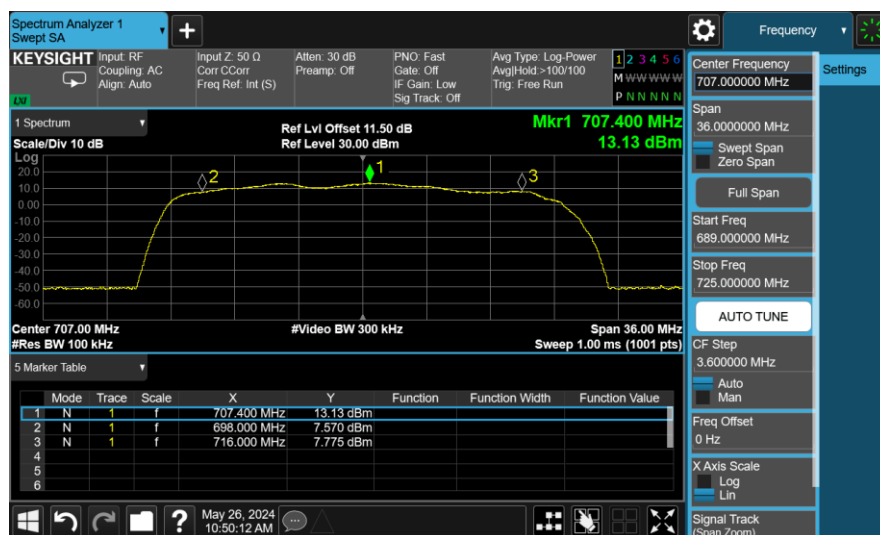 Spectrum Analyzer 1
Swept SA
+
Frequency
KEYSIGHT
Input: RF
Coupling: AC
Align: Auto
Input Z: 50 Ω
Corr CCorr
Freq Ref: Int (S)
Atten: 30 dB
Preamp: Off
PNO: Fast
Gate: Off
IF Gain: Low
Sig Track: Off
Avg Type: Log-Power
Avg|Hold:>100/100
Trig: Free Run
1 2 3 4 5 6
M W W W W W
P N N N N N
LXI
1 Spectrum
Scale/Div 10 dB
Ref Lvl Offset 11.50 dB
Ref Level 30.00 dBm
Mkr1 707.400 MHz
13.13 dBm
Log
20.0
10.0
0.00
-10.0
-20.0
-30.0
-40.0
-50.0
-60.0
2
1
3
Center 707.00 MHz
#Video BW 300 kHz
Span 36.00 MHz
#Res BW 100 kHz
Sweep 1.00 ms (1001 pts)
5 Marker Table
Mode Trace Scale X Y Function Function Width Function Value
1 N 1 f 707.400 MHz 13.13 dBm
2 N 1 f 698.000 MHz 7.570 dBm
3 N 1 f 716.000 MHz 7.775 dBm
4
5
6
?
May 26, 2024
10:50:12 AM
Center Frequency
707.000000 MHz
Settings
Span
36.0000000 MHz
Swept Span
Zero Span
Full Span
Start Freq
689.000000 MHz
Stop Freq
725.000000 MHz
AUTO TUNE
CF Step
3.600000 MHz
Auto
Man
Freq Offset
0 Hz
X Axis Scale
Log
Lin
Signal Track
(Span Zoom)